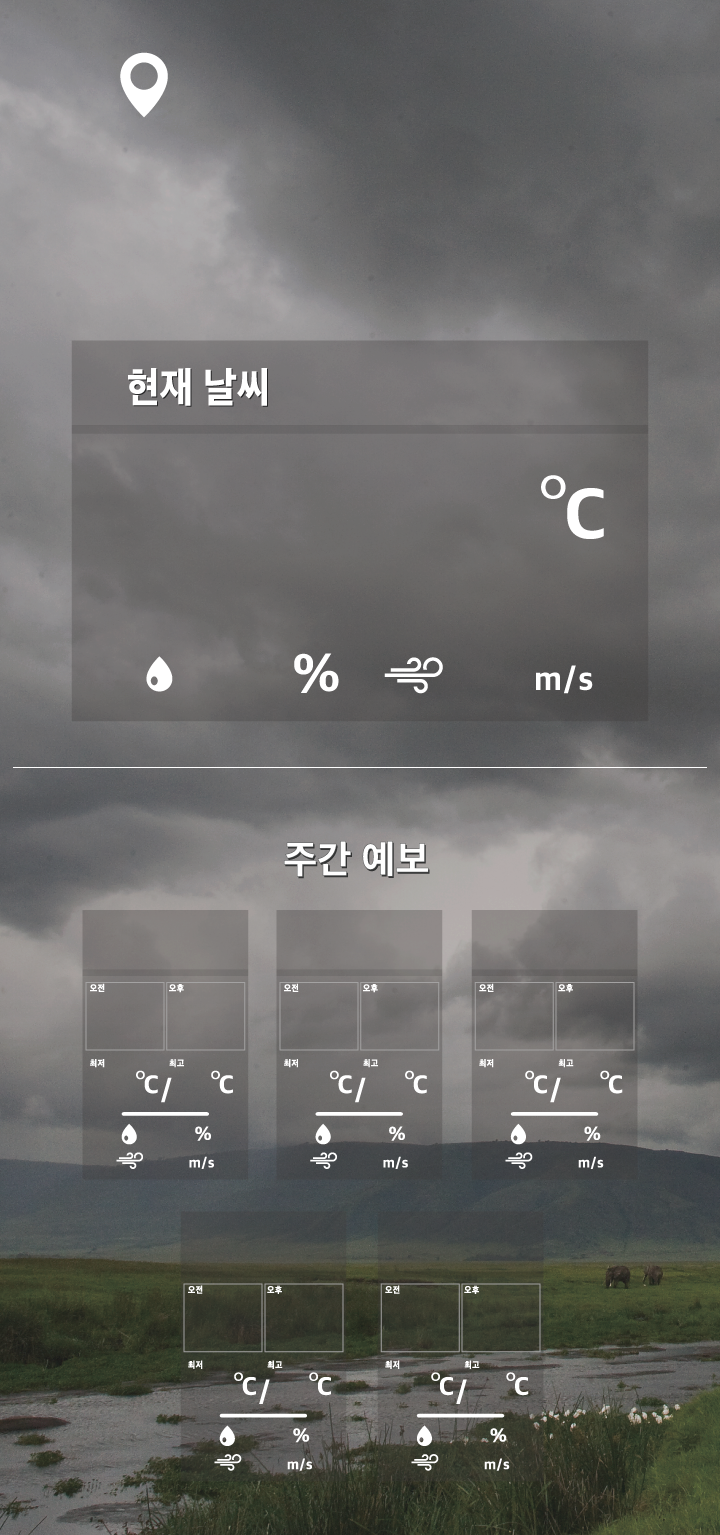 현재 날씨
℃
% m/s
주간 예보
오전 오후 오전 오후 오전 오후
최저 최고 최저 최고 최저 최고
℃/ ℃ ℃/ ℃ ℃/ ℃
% % %
m/s m/s m/s
오전 오후 오전 오후
최저 최고 최저 최고
℃/ ℃ ℃/ ℃
% %
m/s m/s